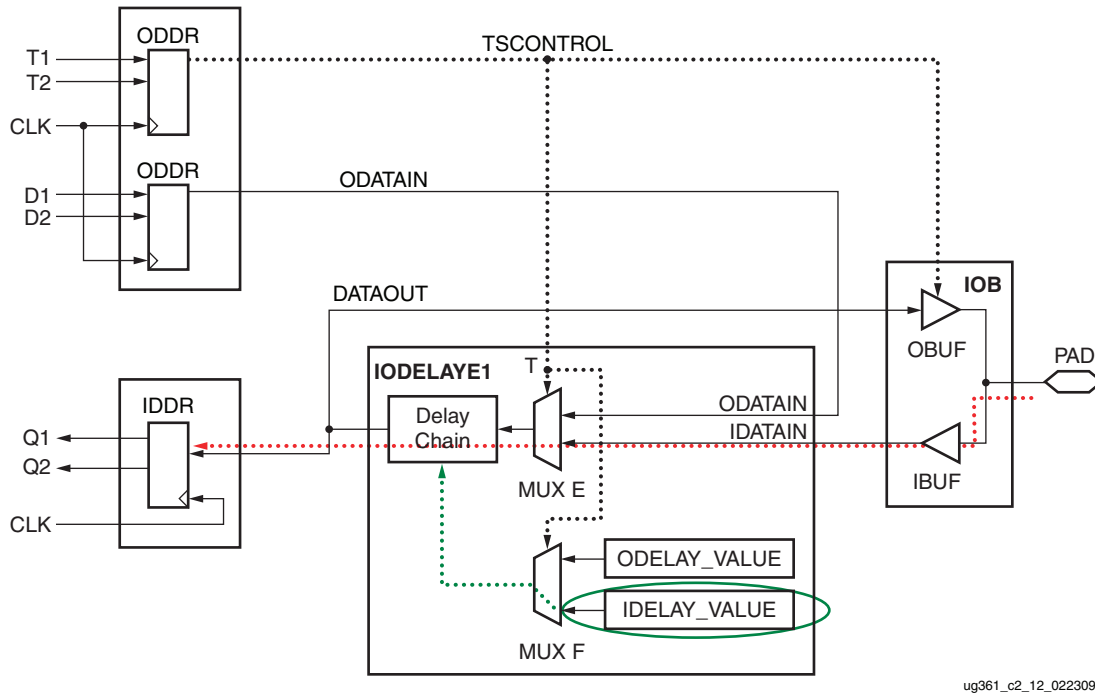 ODDR
TSCONTROL
T1
T2
CLK
ODDR
ODATAIN
D1
D2
IOB
DATAOUT
OBUF
PAD
IODELAYE1
T
IDDR
Delay
Chain
ODATAIN
Q1
IDATAIN
Q2
MUX E
IBUF
CLK
ODELAY_VALUE
IDELAY_VALUE
MUX F
ug361_c2_12_022309